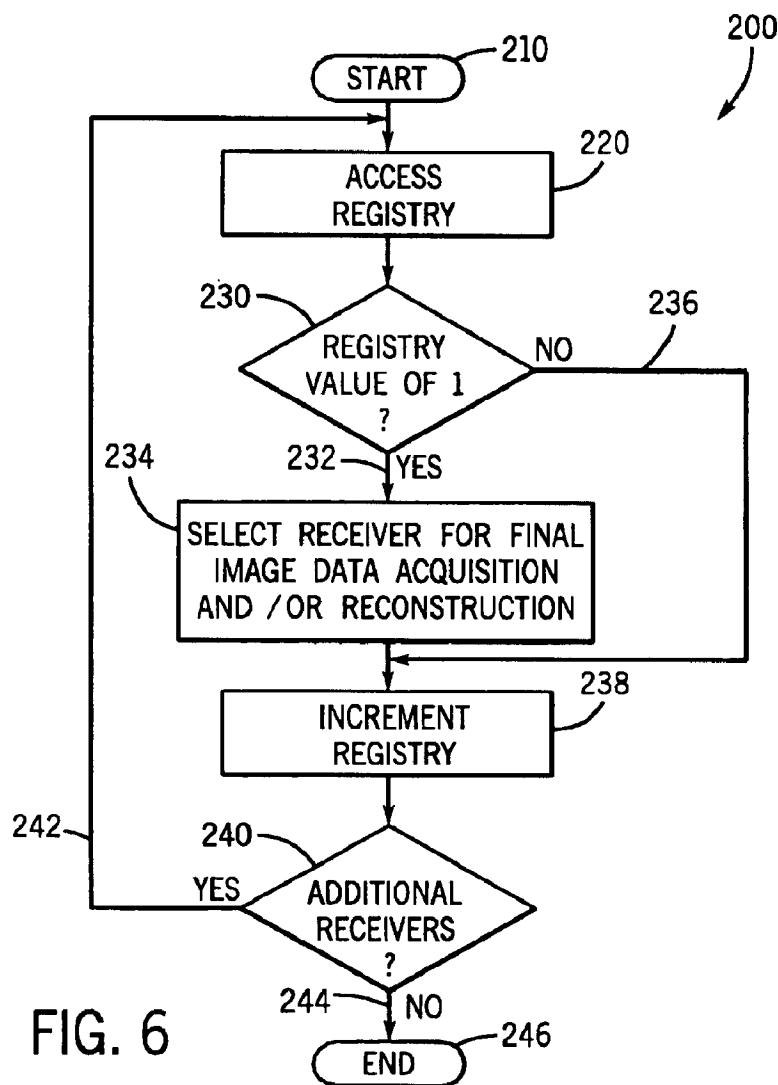 200
START
210
ACCESS
REGISTRY
220
230
REGISTRY
VALUE OF 1
?
NO
236
232
YES
234
SELECT RECEIVER FOR FINAL
IMAGE DATA ACQUISITION
AND /OR RECONSTRUCTION
INCREMENT
REGISTRY
238
242
240
YES
ADDITIONAL
RECEIVERS
?
244
NO
END
246
FIG. 6